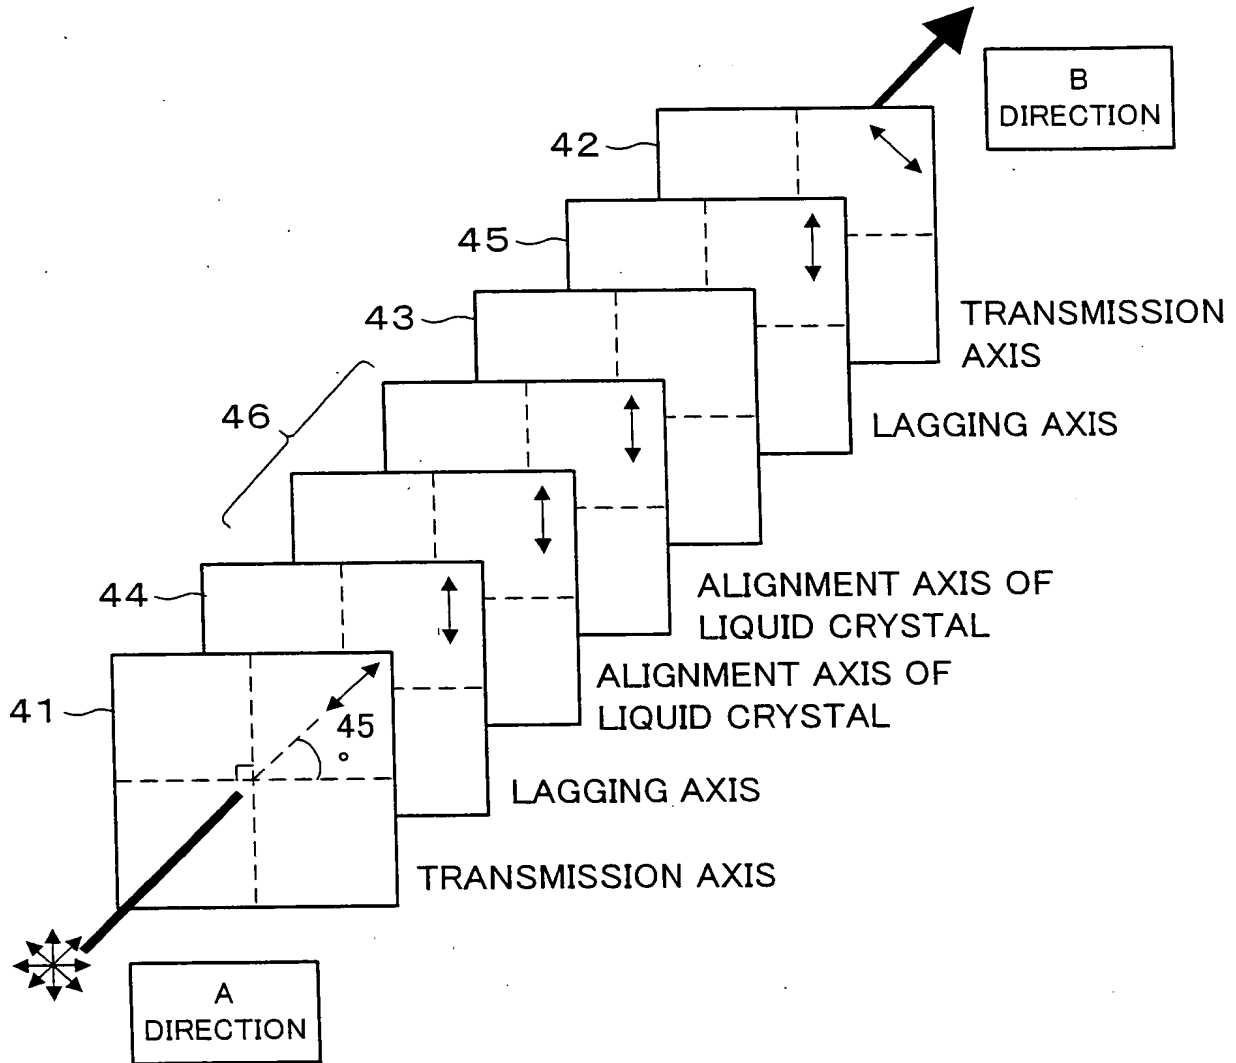 B
DIRECTION
42
45
43
TRANSMISSION
AXIS
46
LAGGING AXIS
44
ALIGNMENT AXIS OF
LIQUID CRYSTAL
41
45
°
ALIGNMENT AXIS OF
LIQUID CRYSTAL
LAGGING AXIS
TRANSMISSION AXIS
A
DIRECTION